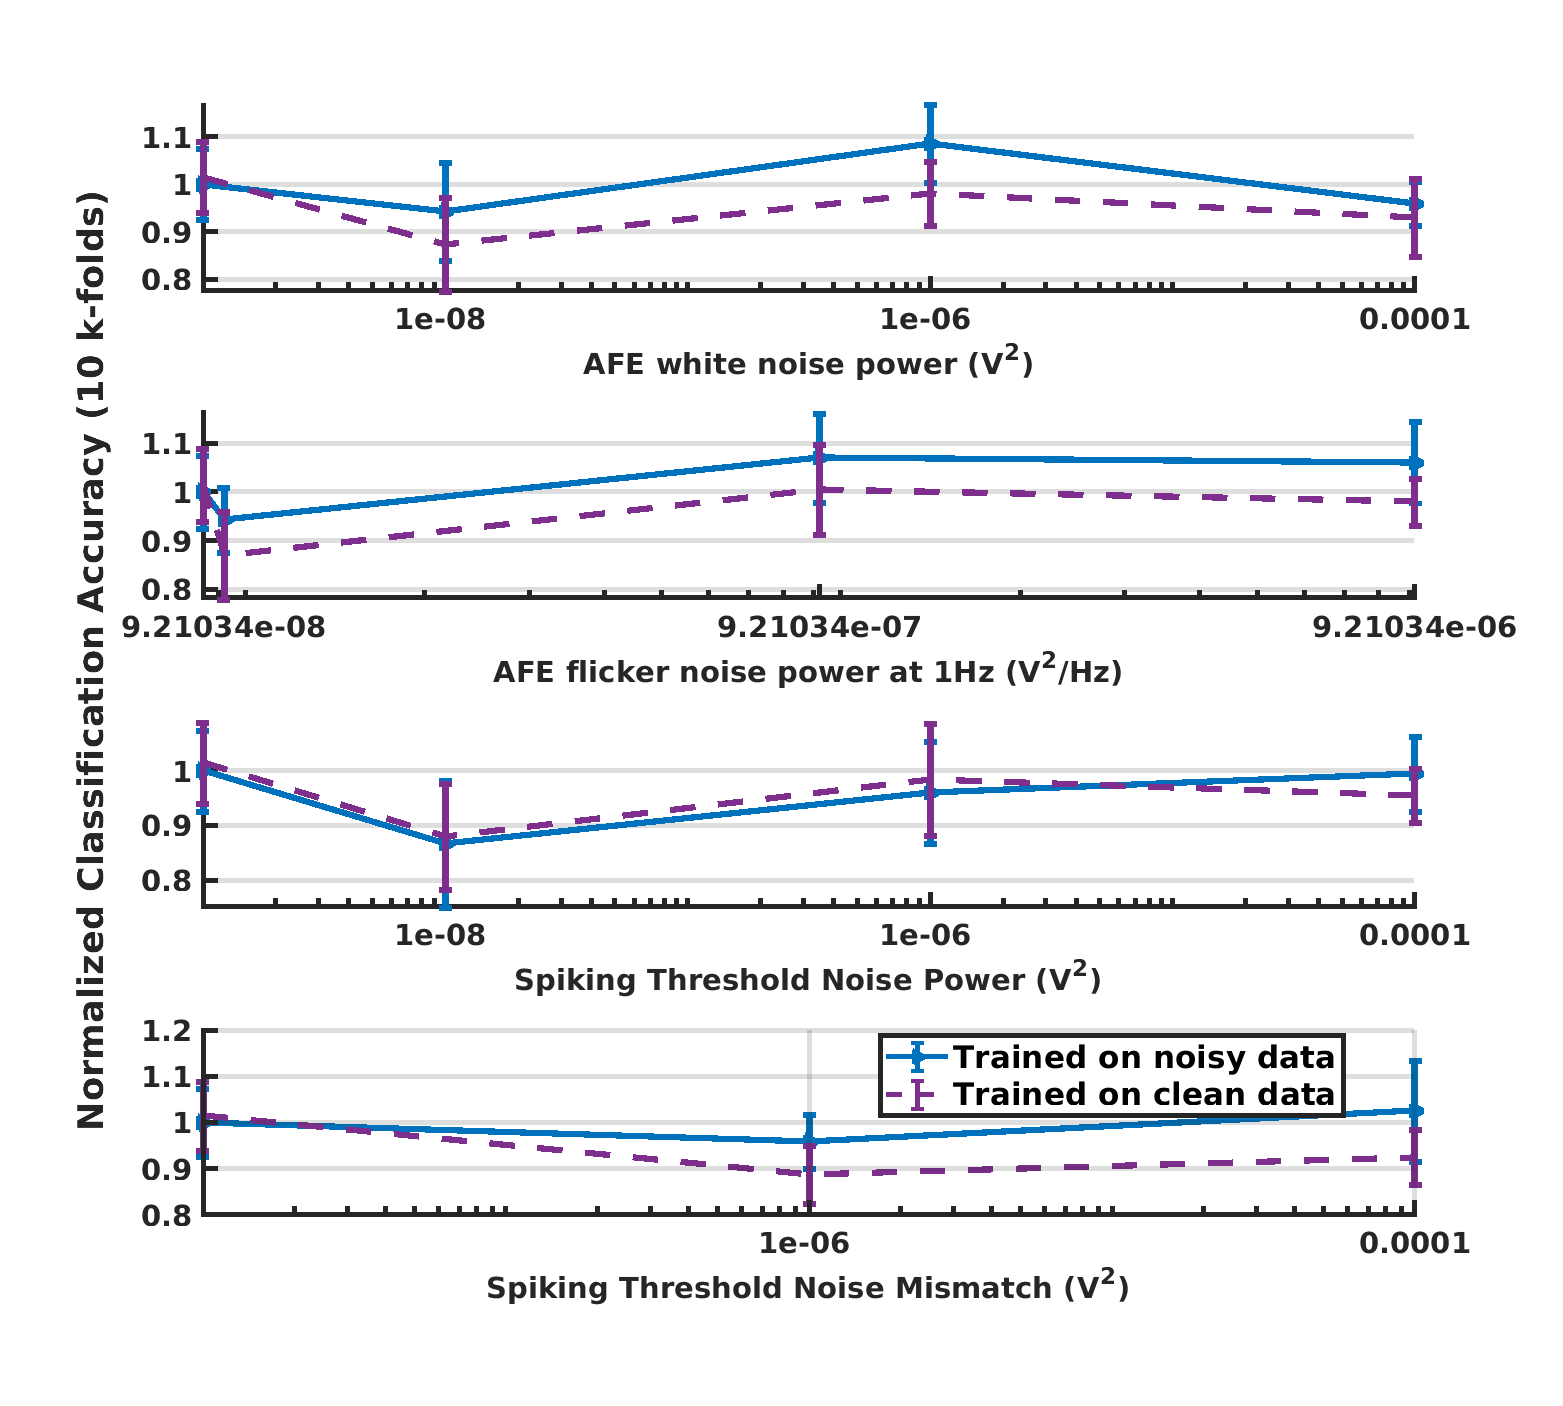 Normalized Classification Accuracy (10 k-folds)
1.1
1
0.9
0.8
1e-08 1e-06 0.0001
AFE white noise power (V²)
1.1
1
0.9
0.8
9.21034e-08 9.21034e-07 9.21034e-06
AFE flicker noise power at 1Hz (V²/Hz)
1
0.9
0.8
1e-08 1e-06 0.0001
Spiking Threshold Noise Power (V²)
1.2
1.1
1
0.9
0.8
Trained on noisy data
Trained on clean data
1e-06 0.0001
Spiking Threshold Noise Mismatch (V²)